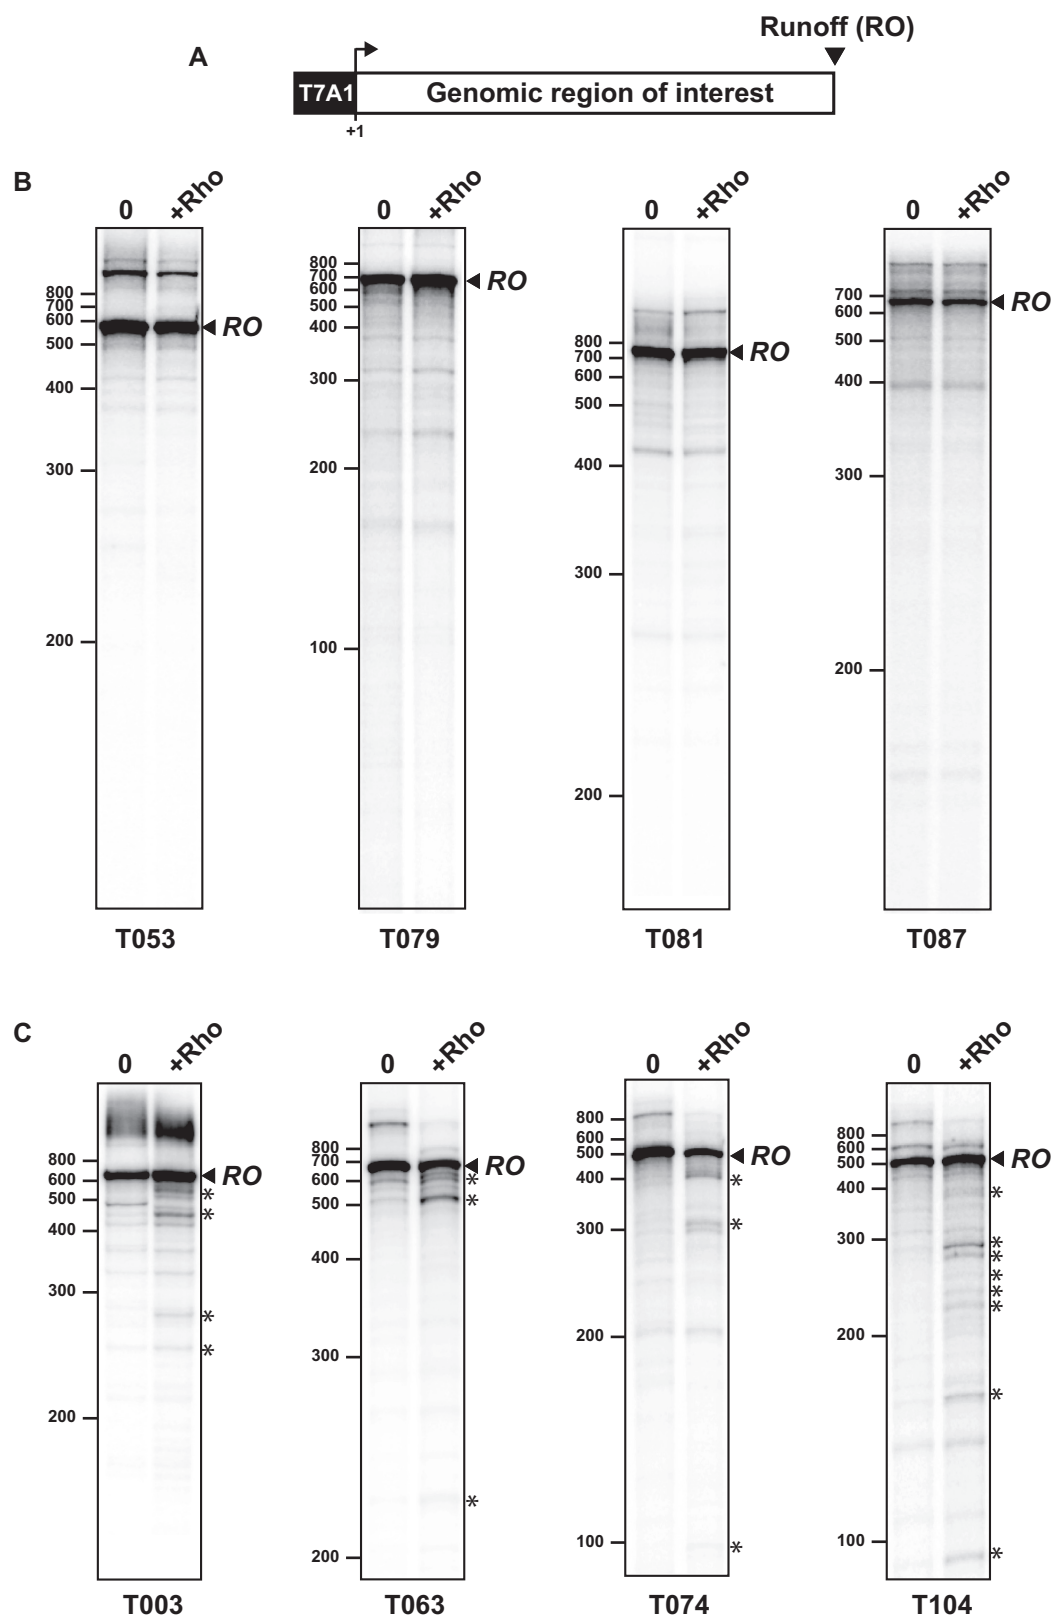 A
Runoff (RO)
T7A1
Genomic region of interest
+1
B
0 +Rho
800
700
600
500
400
300
200
RO
T053
0 +Rho
800
700
600
500
400
300
200
100
RO
T079
0 +Rho
800
700
600
500
400
300
200
RO
T081
0 +Rho
700
600
500
400
300
200
RO
T087
C
0 +Rho
800
600
500
400
300
200
RO
*
*
*
*
T003
0 +Rho
800
700
600
500
400
300
200
RO
*
*
*
T063
0 +Rho
800
600
500
400
300
200
100
RO
*
*
*
T074
0 +Rho
800
600
500
400
300
200
100
RO
*
*
*
*
*
*
*
*
T104